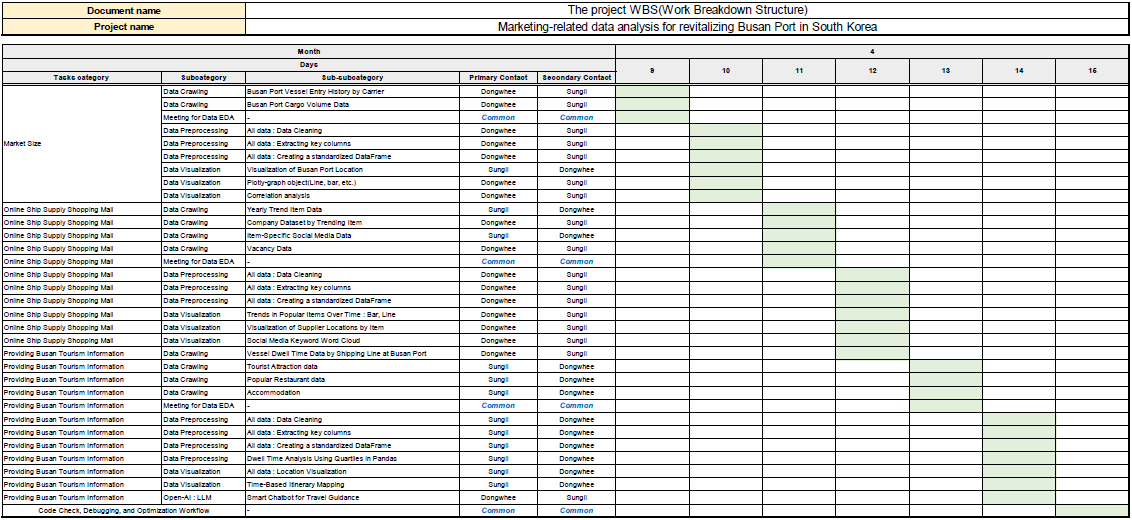 Document name The project WBS(Work Breakdown Structure)
Project name Marketing-related data analysis for revitalizing Busan Port in South Korea
Month 4
Days 9 10 11 12 13 14 15
Tasks category Subcategory Sub-subcategory Primary Contact Secondary Contact
Data Crawling Busan Port Vessel Entry History by Carrier Dongwhee Sungil
Data Crawling Busan Port Cargo Volume Data Dongwhee Sungil
Meeting for Data EDA - Common Common
Data Preprocessing All data : Data Cleaning Dongwhee Sungil
Market Size Data Preprocessing All data : Extracting key columns Dongwhee Sungil
Data Preprocessing All data : Creating a standardized DataFrame Dongwhee Sungil
Data Visualization Visualization of Busan Port Location Sungil Dongwhee
Data Visualization Plotly-graph object(Line, bar, etc.) Dongwhee Sungil
Data Visualization Correlation analysis Dongwhee Sungil
Online Ship Supply Shopping Mall Data Crawling Yearly Trend Item Data Sungil Dongwhee
Online Ship Supply Shopping Mall Data Crawling Company Dataset by Trending Item Dongwhee Sungil
Online Ship Supply Shopping Mall Data Crawling Item-Specific Social Media Data Sungil Dongwhee
Online Ship Supply Shopping Mall Data Crawling Vacancy Data Dongwhee Sungil
Online Ship Supply Shopping Mall Meeting for Data EDA - Common Common
Online Ship Supply Shopping Mall Data Preprocessing All data : Data Cleaning Dongwhee Sungil
Online Ship Supply Shopping Mall Data Preprocessing All data : Extracting key columns Dongwhee Sungil
Online Ship Supply Shopping Mall Data Preprocessing All data : Creating a standardized DataFrame Dongwhee Sungil
Online Ship Supply Shopping Mall Data Visualization Trends in Popular Items Over Time : Bar, Line Dongwhee Sungil
Online Ship Supply Shopping Mall Data Visualization Visualization of Supplier Locations by Item Dongwhee Sungil
Online Ship Supply Shopping Mall Data Visualization Social Media Keyword Word Cloud Dongwhee Sungil
Providing Busan Tourism Information Data Crawling Vessel Dwell Time Data by Shipping Line at Busan Port Dongwhee Sungil
Providing Busan Tourism Information Data Crawling Tourist Attraction data Sungil Dongwhee
Providing Busan Tourism Information Data Crawling Popular Restaurant data Sungil Dongwhee
Providing Busan Tourism Information Data Crawling Accommodation Sungil Dongwhee
Providing Busan Tourism Information Meeting for Data EDA - Common Common
Providing Busan Tourism Information Data Preprocessing All data : Data Cleaning Sungil Dongwhee
Providing Busan Tourism Information Data Preprocessing All data : Extracting key columns Sungil Dongwhee
Providing Busan Tourism Information Data Preprocessing All data : Creating a standardized DataFrame Sungil Dongwhee
Providing Busan Tourism Information Data Preprocessing Dwell Time Analysis Using Quartiles in Pandas Sungil Dongwhee
Providing Busan Tourism Information Data Visualization All data : Location Visualization Sungil Dongwhee
Providing Busan Tourism Information Data Visualization Time-Based Itinerary Mapping Sungil Dongwhee
Providing Busan Tourism Information Open-AI : LLM Smart Chatbot for Travel Guidance Dongwhee Sungil
Code Check, Debugging, and Optimization Workflow - Common Common